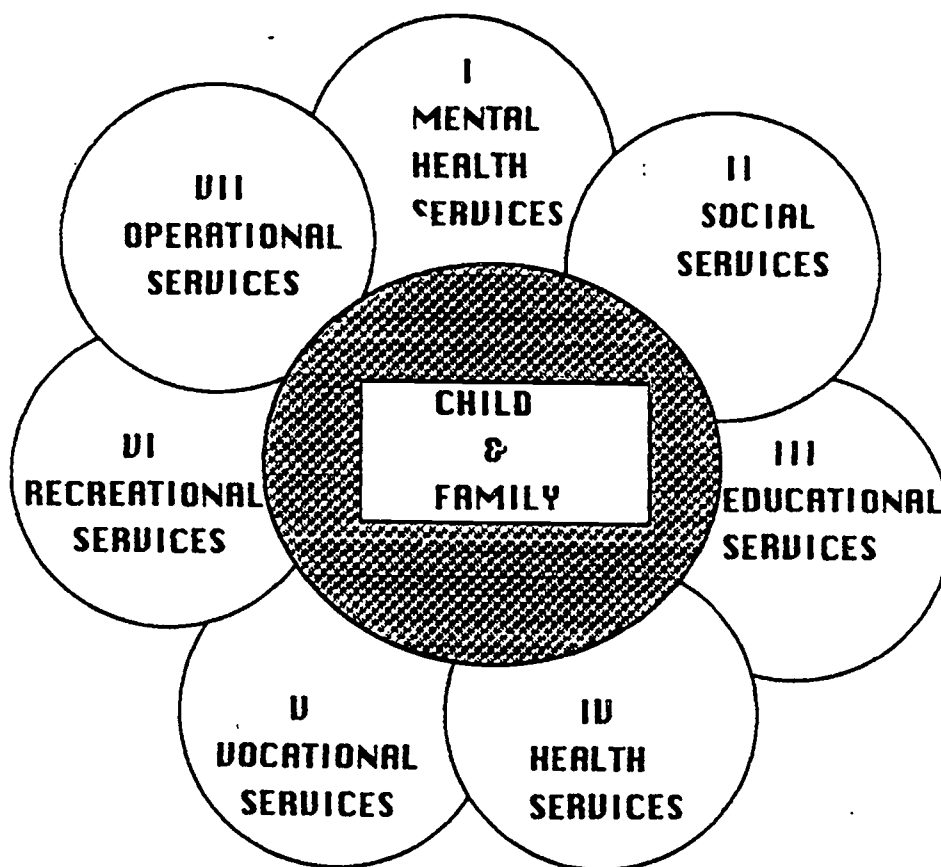 I
MENTAL
HEALTH
SERVICES
II
SOCIAL
SERVICES
III
EDUCATIONAL
SERVICES
IV
HEALTH
SERVICES
V
VOCATIONAL
SERVICES
VI
RECREATIONAL
SERVICES
VII
OPERATIONAL
SERVICES
CHILD
&
FAMILY